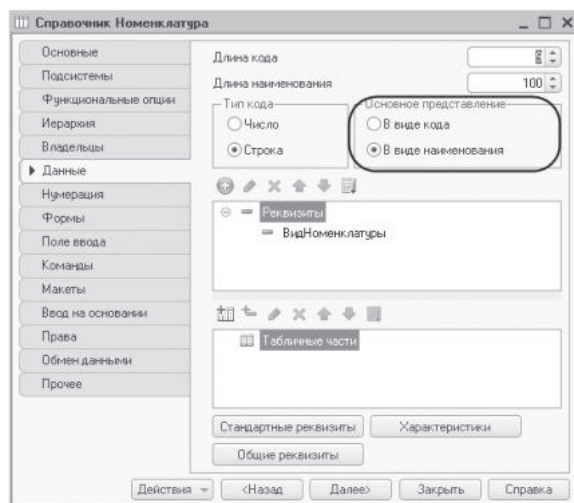 Справочник Номенклатура
Основные
Подсистемы
Функциональные опции
Иерархия
Владельцы
Данные
Нумерация
Формы
Поле ввода
Команды
Макеты
Ввод на основании
Права
Обмен данными
Прочее
Длина кода
Длина наименования 100
Тип кода
Число
Строка
Основное представление
В виде кода
В виде наименования
Реквизиты
ВидНоменклатуры
Табличные части
Стандартные реквизиты Характеристики
Общие реквизиты
Действия <Назад Далее> Закрыть Справка